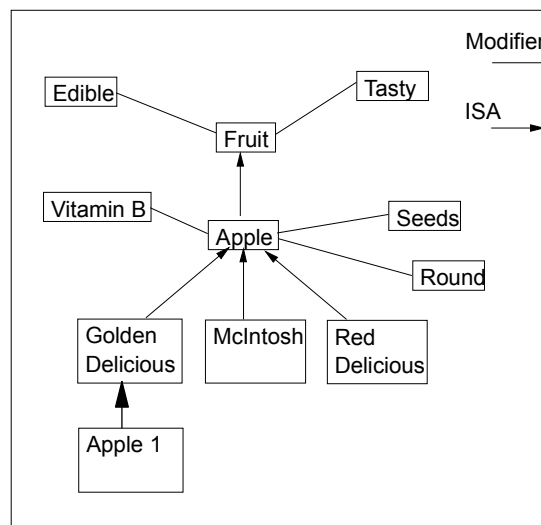 Modifier
Edible
Tasty
ISA
Fruit
Vitamin B
Seeds
Apple
Round
Golden
Delicious
McIntosh
Red
Delicious
Apple 1